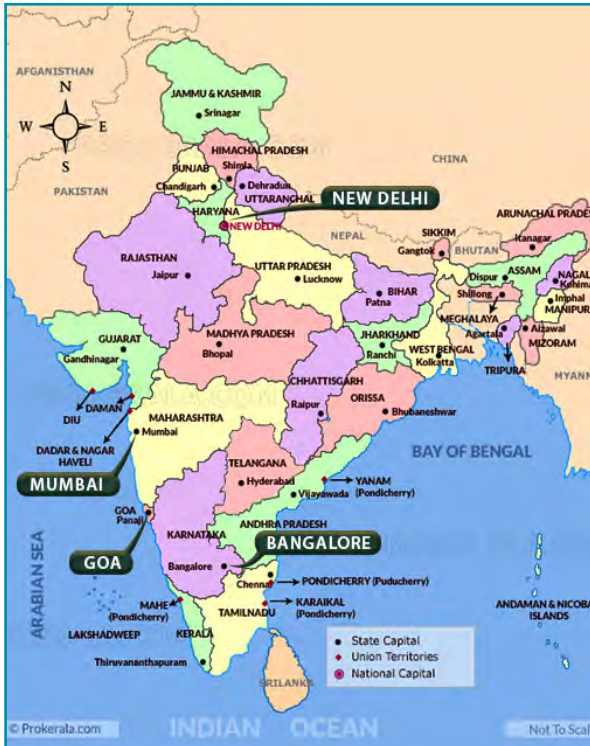 AFGANISTHAN
N
W
E
S
JAMMU & KASHMIR
Srinagar
HIMACHAL PRADESH
Shimla
PUNJAB
Chandigarh
Dehradun
UTTARANCHAL
CHINA
PAKISTAN
HARYANA
NEW DELHI
NEW DELHI
ARUNACHAL PRADES
Itanagar
SIKKIM
Gangtok
NEPAL
BHUTAN
RAJASTHAN
Jaipur
UTTAR PRADESH
Lucknow
Dispur
ASSAM
NAGAL
Kohima
BIHAR
Patna
Shillong
Imphal
MANIPUR
MEGHALAYA
GUJARAT
Gandhinagar
MADHYA PRADESH
Bhopal
JHARKHAND
Ranchi
WEST BENGAL
Kolkatta
Agartala
Aizawal
MIZORAM
TRIPURA
MYANM
CHHATTISGARH
Raipur
ORISSA
Bhubaneshwar
DIU
DAMAN
MAHARASHTRA
Mumbai
DADAR & NAGAR
HAVELI
MUMBAI
TELANGANA
Hyderabad
BAY OF BENGAL
YANAM
(Pondicherry)
Vijayawada
GOA
Panaji
GOA
KARNATAKA
ANDHRA PRADESH
BANGALORE
Bangalore
ARABIAN SEA
Chennai
PONDICHERRY (Puducherry)
MAHE
(Pondicherry)
TAMILNADU
KARAIKAL
(Pondicherry)
ANDAMAN & NICOBA
ISLANDS
LAKSHADWEEP
KERALA
Thiruvananthapuram
State Capital
Union Territories
National Capital
SRILANKA
© Prokerala.com
INDIAN OCEAN
Not To Scal